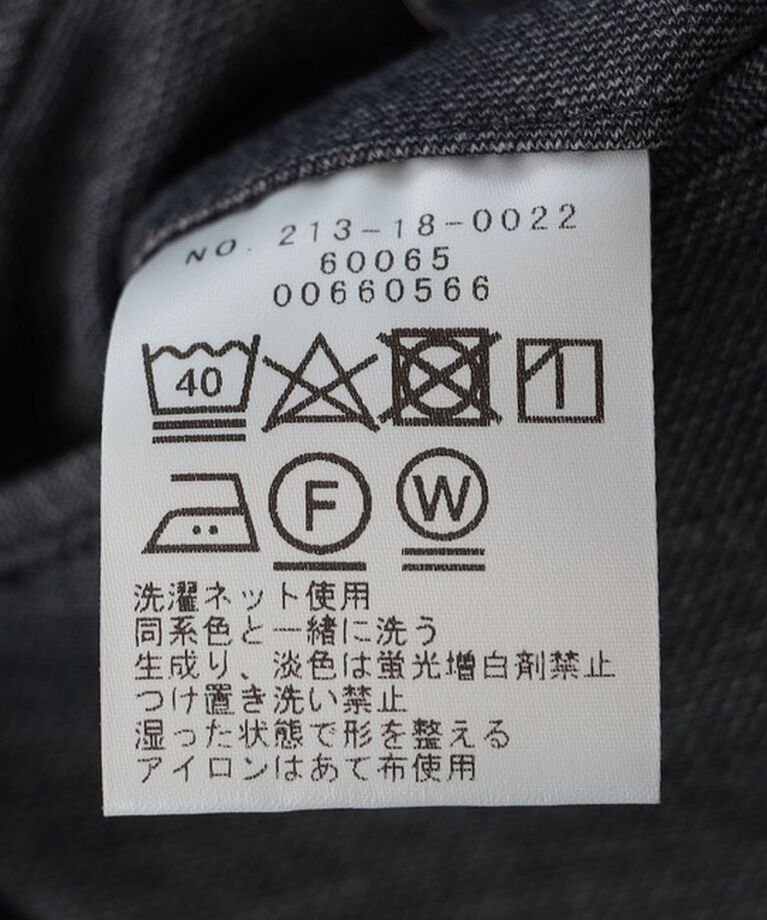 NO. 213-18-0022
60065
00660566
40
F
W
洗濯ネット使用
同系色と一緒に洗う
生成り、淡色は蛍光増白剤禁止
つけ置き洗い禁止
湿った状態で形を整える
アイロンはあて布使用